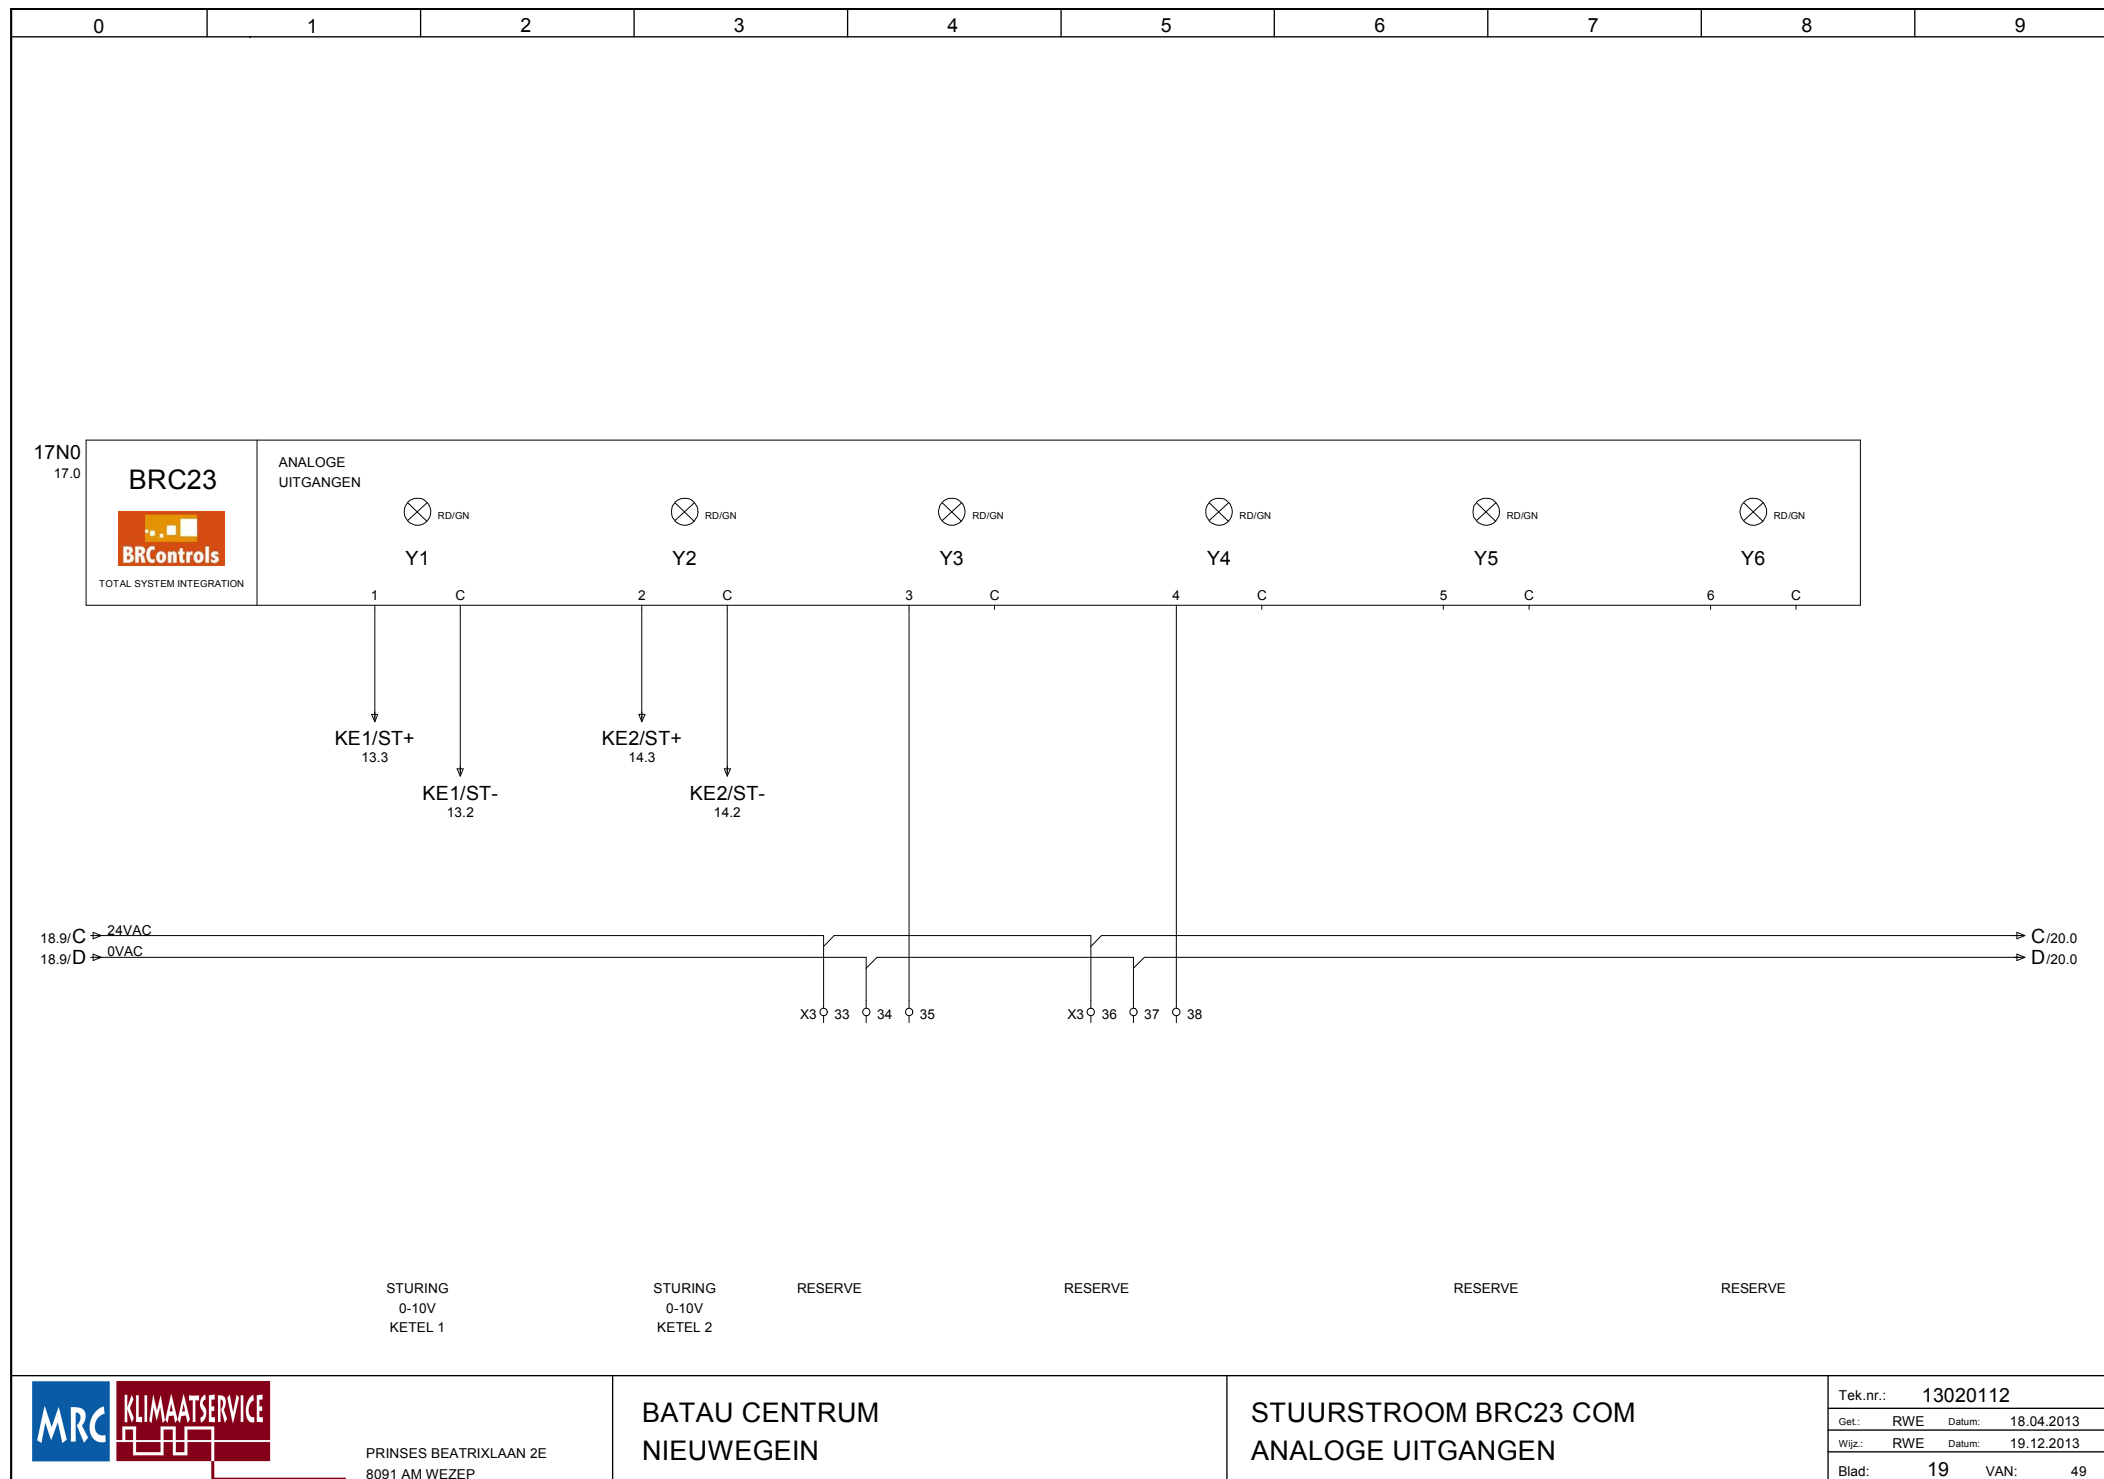 0 1 2 3 4 5 6 7 8 9
17N0
17.0
BRC23
BRControls
TOTAL SYSTEM INTEGRATION
ANALOGE
UITGANGEN
RD/GN RD/GN RD/GN RD/GN RD/GN RD/GN
Y1 Y2 Y3 Y4 Y5 Y6
1 C 2 C 3 C 4 C 5 C 6 C
KE1/ST+
13.3
KE1/ST-
13.2
KE2/ST+
14.3
KE2/ST-
14.2
18.9/C 24VAC C/20.0
18.9/D 0VAC D/20.0
X3 33 34 35 X3 36 37 38
STURING
0-10V
KETEL 1
STURING
0-10V
KETEL 2
RESERVE RESERVE RESERVE RESERVE
MRC KLIMAATSERVICE
PRINSES BEATRIXLAAN 2E
8091 AM WEZEP
BATAU CENTRUM
NIEUWEGEIN
STUURSTROOM BRC23 COM
ANALOGE UITGANGEN
Tek.nr.: 13020112
Get.: RWE Datum: 18.04.2013
Wijz.: RWE Datum: 19.12.2013
Blad: 19 VAN: 49